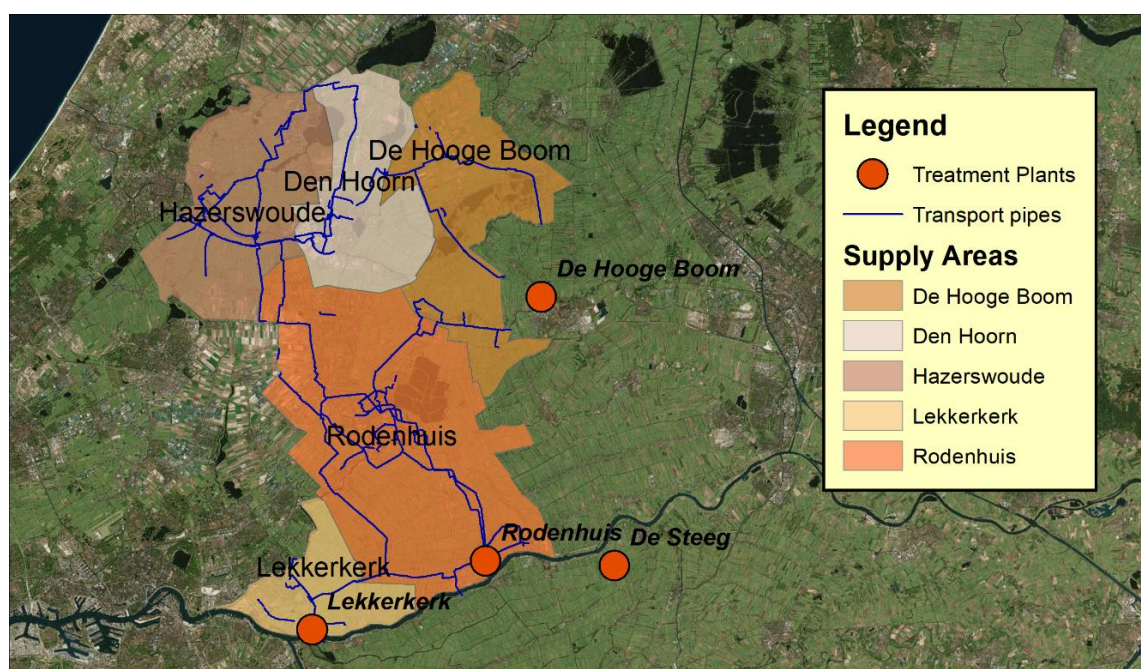 De Hooge Boom
Den Hoorn
Hazerswoude
De Hooge Boom
Rodenhuis
Rodenhuis
De Steeg
Lekkerkerk
Lekkerkerk
Legend
Treatment Plants
Transport pipes
Supply Areas
De Hooge Boom
Den Hoorn
Hazerswoude
Lekkerkerk
Rodenhuis